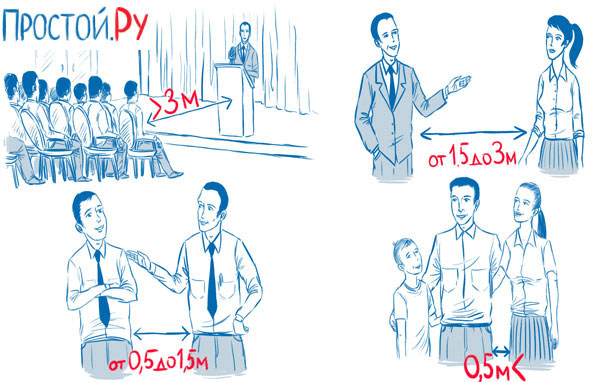 Простой.Ру
>3м
от 1,5 до 3м
от 0,5 до 1,5м
0,5м<